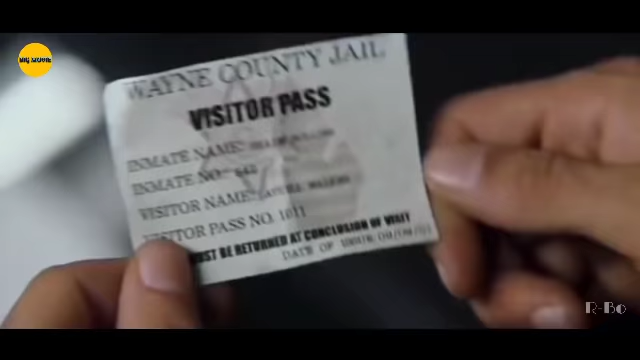 WAYNE COUNTY JAIL
VISITOR PASS
INMATE NAME:
INMATE NO.
VISITOR NAME:
VISITOR PASS NO. 1011
MUST BE RETURNED AT CONCLUSION OF VISIT
DATE OF
R-Bo